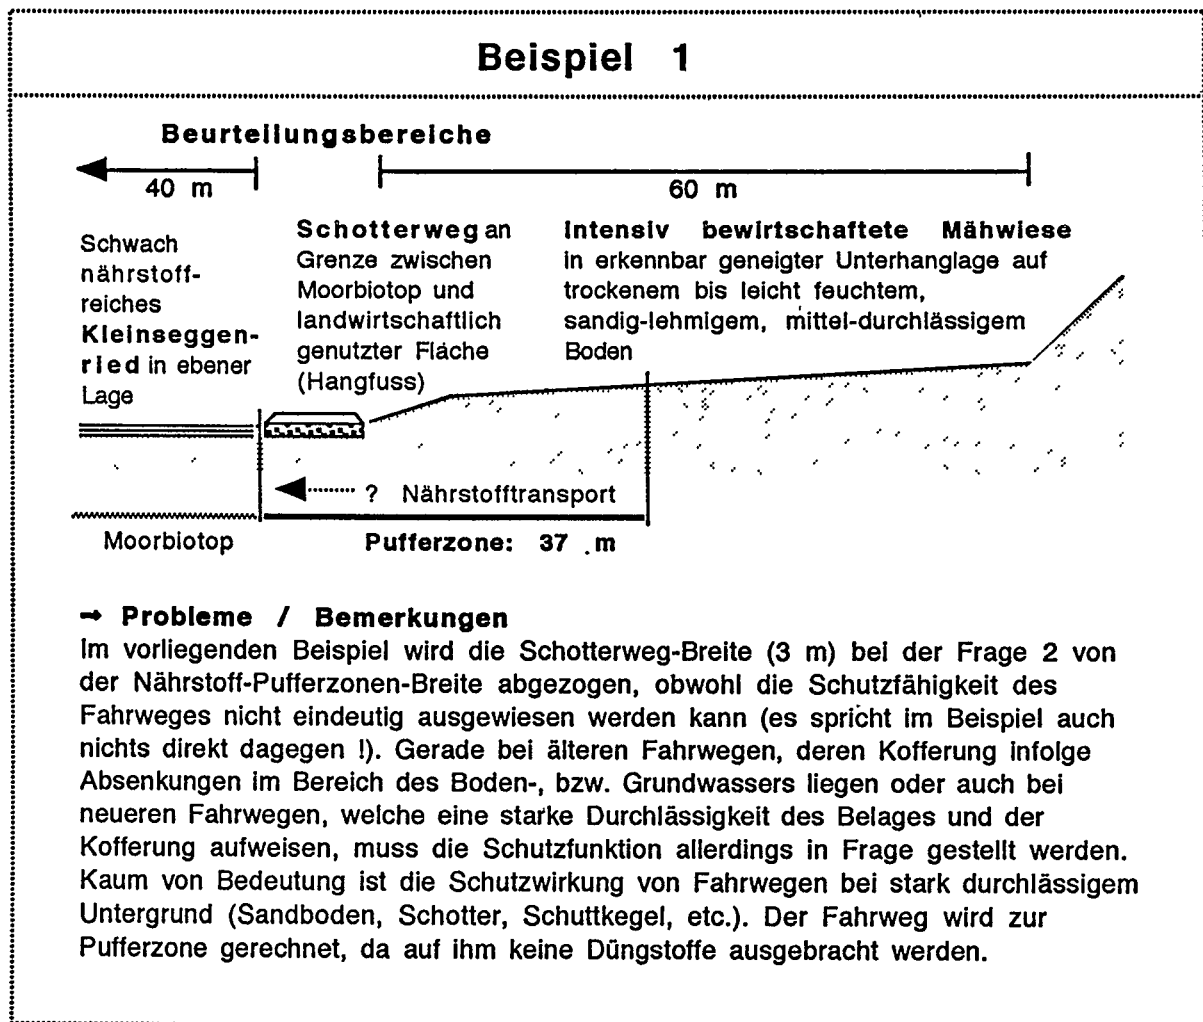 Beispiel 1
Beurteilungsbereiche
40 m
60 m
Schwach
nährstoff-
reiches
Kleinseggen-
ried in ebener
Lage
Schotterweg an
Grenze zwischen
Moorbiotop und
landwirtschaftlich
genutzter Fläche
(Hangfuss)
Intensiv bewirtschaftete Mähwiese
in erkennbar geneigter Unterhanglage auf
trockenem bis leicht feuchtem,
sandig-lehmigem, mittel-durchlässigem
Boden
? Nährstofftransport
Moorbiotop
Pufferzone: 37 m
→ Probleme / Bemerkungen
Im vorliegenden Beispiel wird die Schotterweg-Breite (3 m) bei der Frage 2 von
der Nährstoff-Pufferzonen-Breite abgezogen, obwohl die Schutzfähigkeit des
Fahrweges nicht eindeutig ausgewiesen werden kann (es spricht im Beispiel auch
nichts direkt dagegen !). Gerade bei älteren Fahrwegen, deren Kofferung infolge
Absenkungen im Bereich des Boden-, bzw. Grundwassers liegen oder auch bei
neueren Fahrwegen, welche eine starke Durchlässigkeit des Belages und der
Kofferung aufweisen, muss die Schutzfunktion allerdings in Frage gestellt werden.
Kaum von Bedeutung ist die Schutzwirkung von Fahrwegen bei stark durchlässigem
Untergrund (Sandboden, Schotter, Schuttkegel, etc.). Der Fahrweg wird zur
Pufferzone gerechnet, da auf ihm keine Düngstoffe ausgebracht werden.